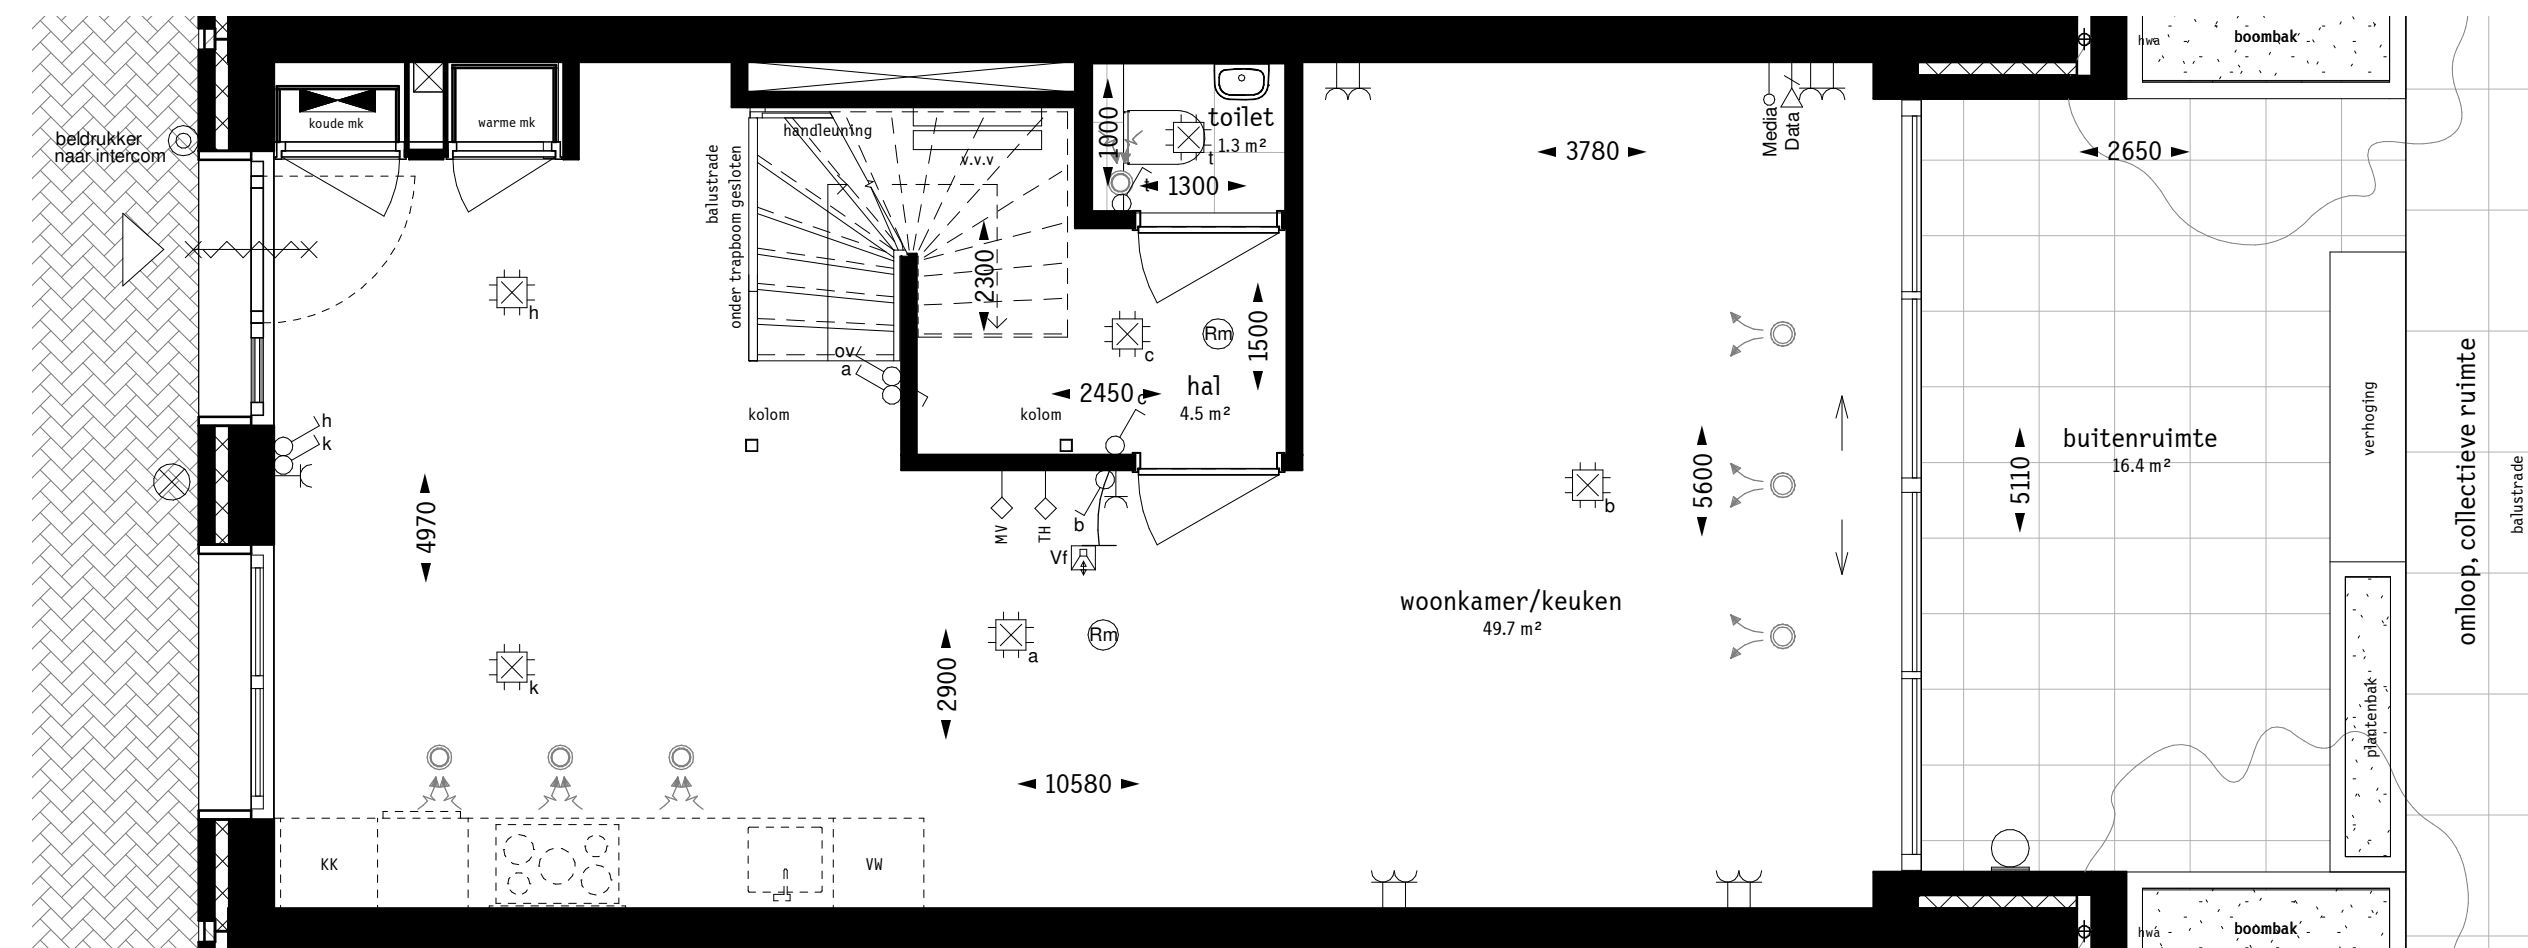 hwa
boombak
koude mk
warme mk
beldrukker
naar intercom
handleuning
v.v.v
balustrade
onder trapboom gesloten
1000
toilet
1.3 m²
t
t
1300
Media
Data
3780
2650
h
2300
c
Rm
1500
ov
a
2450
c
hal
4.5 m²
kolom
kolom
h
k
4970
MV
TH
b
Vf
b
5600
5110
buitenruimte
16.4 m²
verhoging
omloop, collectieve ruimte
balustrade
woonkamer/keuken
49.7 m²
a
Rm
k
2900
plantenbak
10580
KK
VW
hwa
boombak